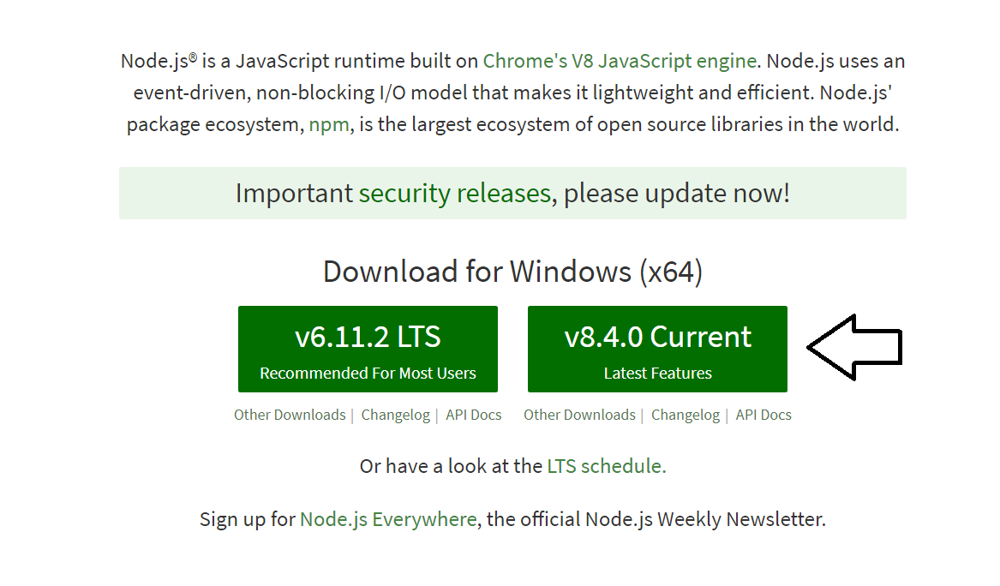 Node.js® is a JavaScript runtime built on Chrome's V8 JavaScript engine. Node.js uses an
event-driven, non-blocking I/O model that makes it lightweight and efficient. Node.js'
package ecosystem, npm, is the largest ecosystem of open source libraries in the world.
Important security releases, please update now!
Download for Windows (x64)
v6.11.2 LTS
Recommended For Most Users
v8.4.0 Current
Latest Features
Other Downloads | Changelog | API Docs
Other Downloads | Changelog | API Docs
Or have a look at the LTS schedule.
Sign up for Node.js Everywhere, the official Node.js Weekly Newsletter.